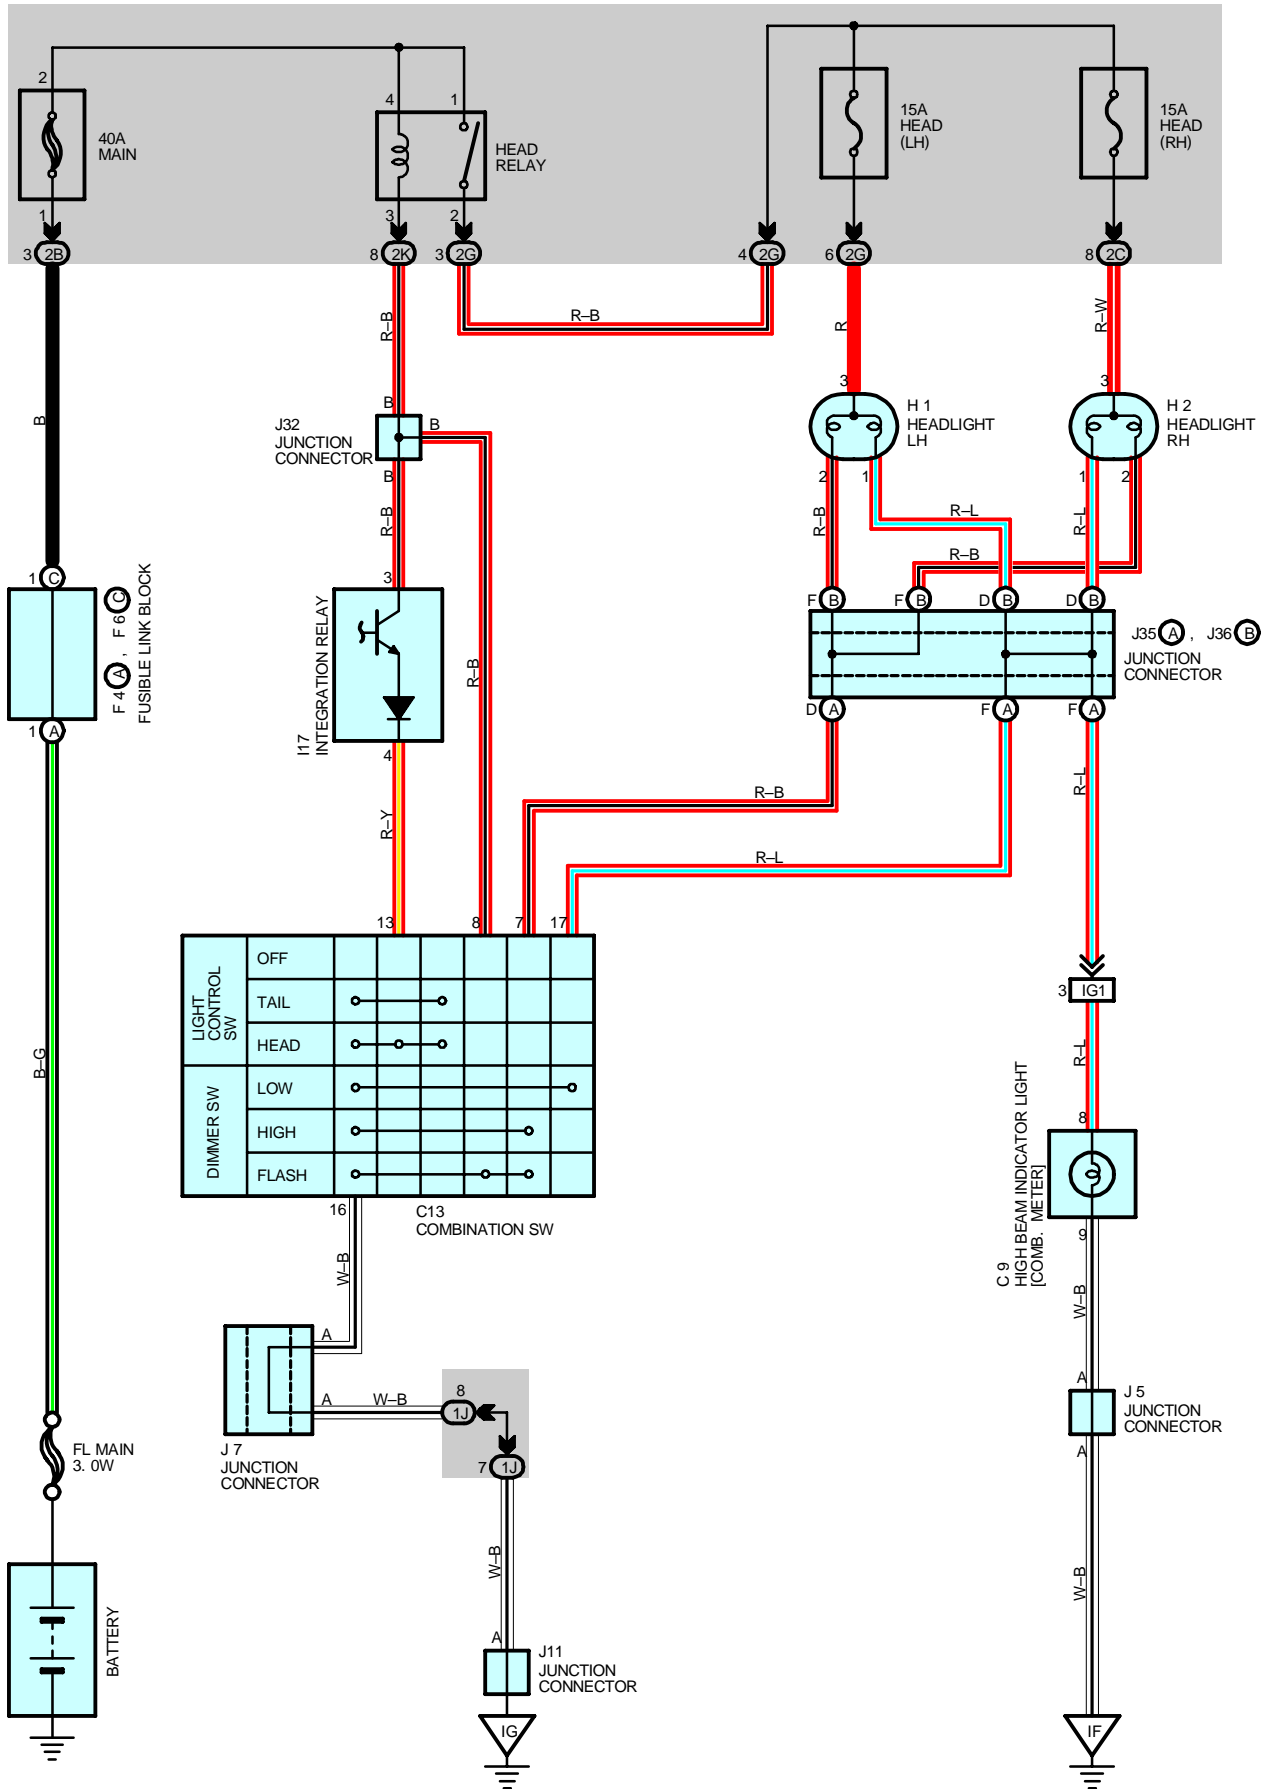 2
40A
MAIN
1
3 2B
4
1
HEAD
RELAY
3
2
8 2K
3 2G
4 2G
15A
HEAD
(LH)
6 2G
15A
HEAD
(RH)
8 2C
B
R–B
R–B
R
R–W
J32
JUNCTION
CONNECTOR
B
B
B
R–B
3
H 1
HEADLIGHT
LH
2
1
3
H 2
HEADLIGHT
RH
1
2
R–B
R–L
R–L
R–B
1 C
F 4 A , F 6 C
FUSIBLE LINK BLOCK
1 A
3
I17
INTEGRATION RELAY
4
R–B
F B
F B
D B
D B
J35 A , J36 B
JUNCTION
CONNECTOR
D A
F A
F A
R–Y
R–B
R–L
R–L
13
8
7
17
LIGHT
CONTROL
SW
OFF
TAIL
HEAD
DIMMER SW
LOW
HIGH
FLASH
16
C13
COMBINATION SW
B–G
3 IG1
R–L
8
C 9
HIGH BEAM INDICATOR LIGHT
[COMB. METER]
9
W–B
W–B
A
A
W–B
J 7
JUNCTION
CONNECTOR
8
1J
7 1J
A
J 5
JUNCTION
CONNECTOR
A
FL MAIN
3. 0W
W–B
W–B
BATTERY
A
J11
JUNCTION
CONNECTOR
IG
IF